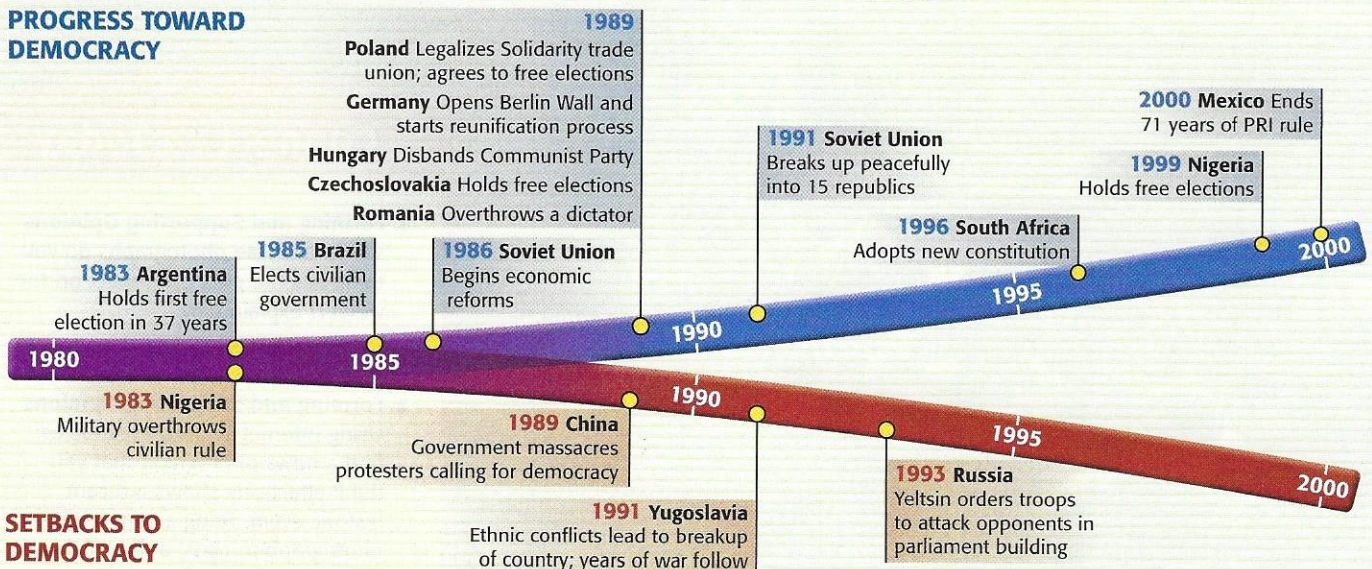 PROGRESS TOWARD
DEMOCRACY
1989
Poland Legalizes Solidarity trade
union; agrees to free elections
Germany Opens Berlin Wall and
starts reunification process
Hungary Disbands Communist Party
Czechoslovakia Holds free elections
Romania Overthrows a dictator
1983 Argentina
Holds first free
election in 37 years
1985 Brazil
Elects civilian
government
1986 Soviet Union
Begins economic
reforms
1991 Soviet Union
Breaks up peacefully
into 15 republics
1996 South Africa
Adopts new constitution
1999 Nigeria
Holds free elections
2000 Mexico Ends
71 years of PRI rule
1980
1985
1990
1995
2000
1990
1995
2000
1983 Nigeria
Military overthrows
civilian rule
1989 China
Government massacres
protesters calling for democracy
1991 Yugoslavia
Ethnic conflicts lead to breakup
of country; years of war follow
1993 Russia
Yeltsin orders troops
to attack opponents in
parliament building
SETBACKS TO
DEMOCRACY